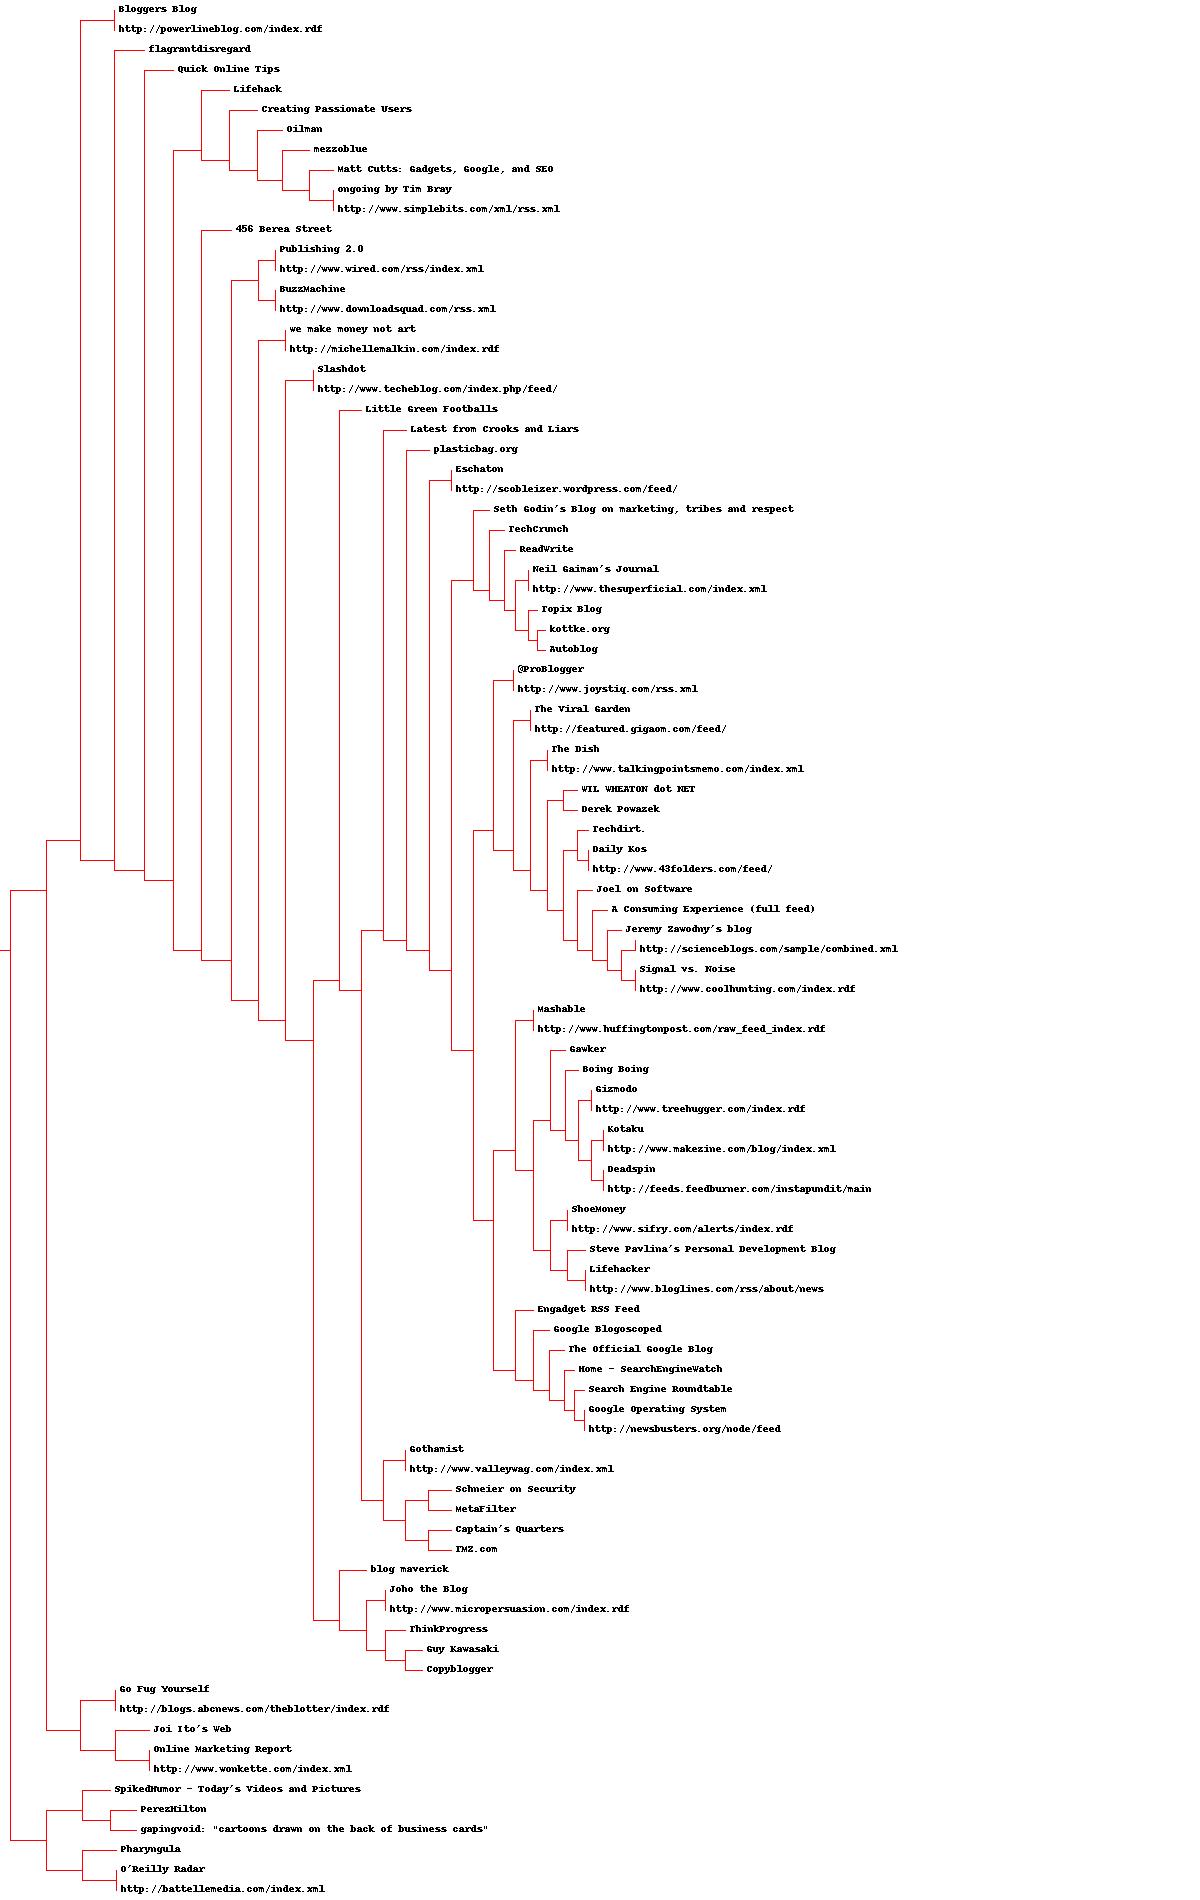 Bloggers Blog
http://powerlineblog.com/index.rdf
flagrantdisregard
Quick Online Tips
Lifehack
Creating Passionate Users
Oilman
mezzoblue
Matt Cutts: Gadgets, Google, and SEO
ongoing by Tim Bray
http://www.simplebits.com/xml/rss.xml
456 Berea Street
Publishing 2.0
http://www.wired.com/rss/index.xml
BuzzMachine
http://www.downloadsquad.com/rss.xml
we make money not art
http://michellemalkin.com/index.rdf
Slashdot
http://www.techeblog.com/index.php/feed/
Little Green Footballs
Latest from Crooks and Liars
plasticbag.org
Eschaton
http://scobleizer.wordpress.com/feed/
Seth Godin's Blog on marketing, tribes and respect
TechCrunch
ReadWrite
Neil Gaiman's Journal
http://www.thesuperficial.com/index.xml
Topix Blog
kottke.org
Autoblog
@ProBlogger
http://www.joystiq.com/rss.xml
The Viral Garden
http://featured.gigaom.com/feed/
The Dish
http://www.talkingpointsmemo.com/index.xml
WIL WHEATON dot NET
Derek Powazek
Techdirt.
Daily Kos
http://www.43folders.com/feed/
Joel on Software
A Consuming Experience (full feed)
Jeremy Zawodny's blog
http://scienceblogs.com/sample/combined.xml
Signal vs. Noise
http://www.coolhunting.com/index.rdf
Mashable
http://www.huffingtonpost.com/raw_feed_index.rdf
Gawker
Boing Boing
Gizmodo
http://www.treehugger.com/index.rdf
Kotaku
http://www.makezine.com/blog/index.xml
Deadspin
http://feeds.feedburner.com/instapundit/main
ShoeMoney
http://www.sifry.com/alerts/index.rdf
Steve Pavlina's Personal Development Blog
Lifehacker
http://www.bloglines.com/rss/about/news
Engadget RSS Feed
Google Blogoscoped
The Official Google Blog
Home - SearchEngineWatch
Search Engine Roundtable
Google Operating System
http://newsbusters.org/node/feed
Gothamist
http://www.valleywag.com/index.xml
Schneier on Security
MetaFilter
Captain's Quarters
TMZ.com
blog maverick
Joho the Blog
http://www.micropersuasion.com/index.rdf
ThinkProgress
Guy Kawasaki
Copyblogger
Go Fug Yourself
http://blogs.abcnews.com/theblotter/index.rdf
Joi Ito's Web
Online Marketing Report
http://www.wonkette.com/index.xml
SpikedHumor - Today's Videos and Pictures
PerezHilton
gapingvoid: "cartoons drawn on the back of business cards"
Pharyngula
O'Reilly Radar
http://battellemedia.com/index.xml